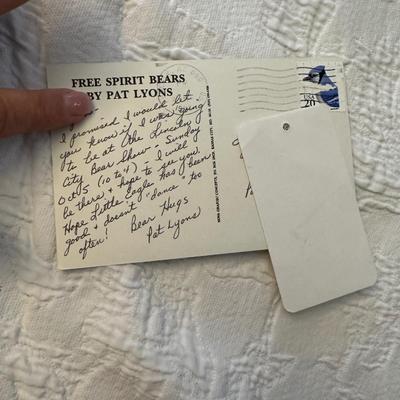 FREE SPIRIT BEARS
BY PAT LYONS
I promised I would let
you know if I was going
to be at the Lincoln
City Bear Show - Sunday
Oct 5 (10 to 4) - I will
be there & hope to see you.
Hope Little Eagle has been
good & doesn't "dance" too
often!
Bear Hugs
Pat Lyons
USA
20